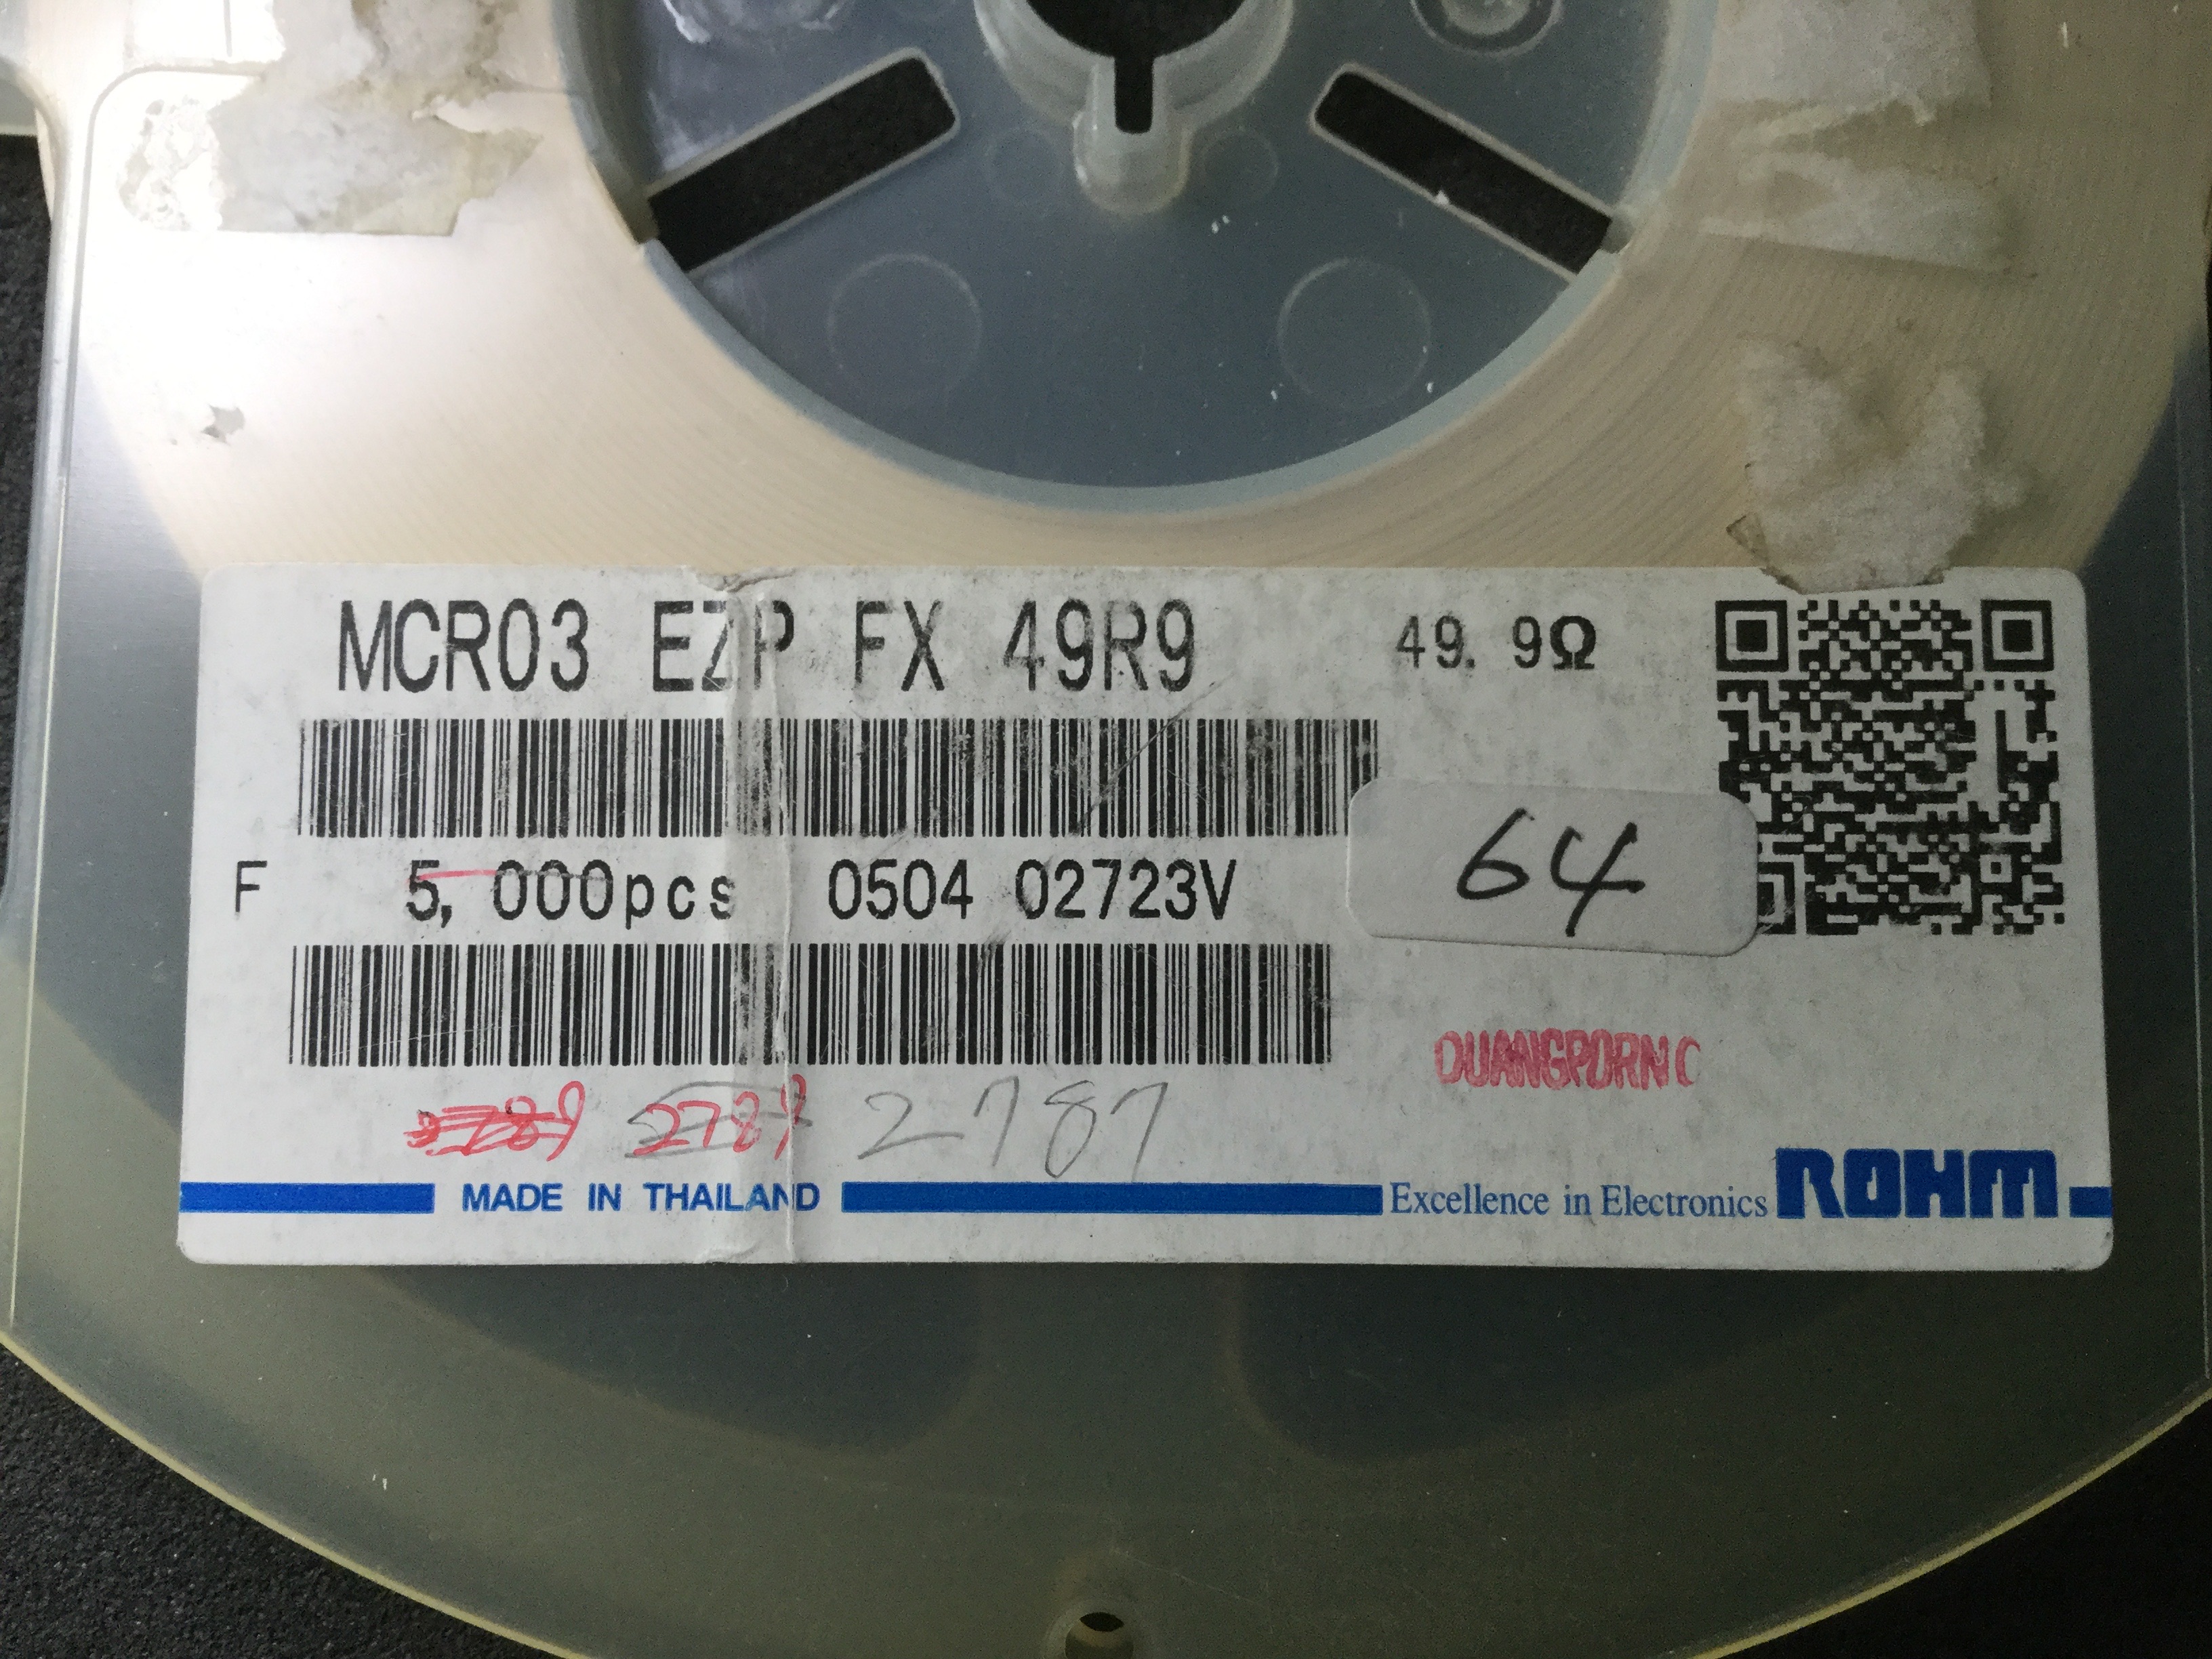 MCR03 EZP FX 49R9 49. 9Ω
F 5, 000pcs 0504 02723V
64
DUANGPORN C
2789 2787
MADE IN THAILAND Excellence in Electronics ROHM